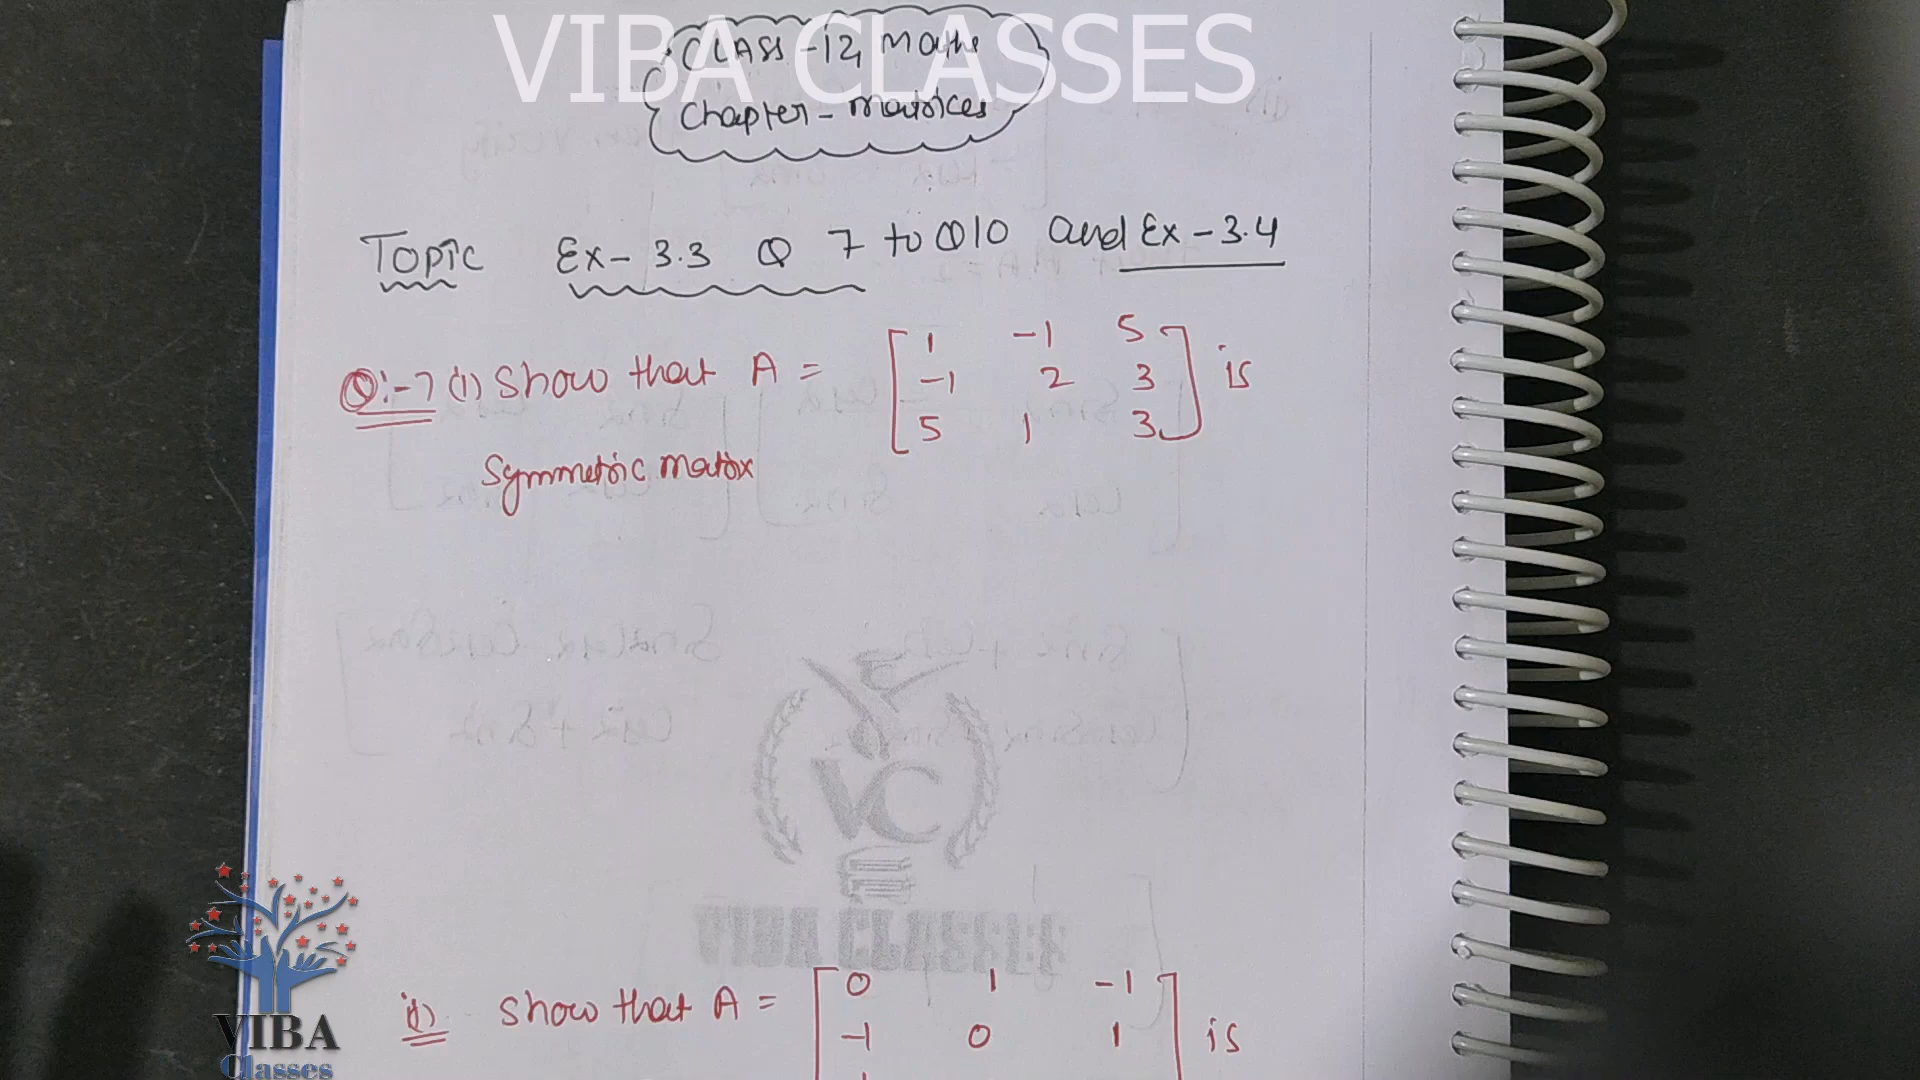 VIBA CLASSES
CLASS-12, Maths
Chapter - matrices
Topic Ex- 3.3 Q 7 to Q10 and Ex - 3.4
Q:-7 (i) Show that A = [ 1 -1 5 ] is
-1 2 3
5 1 3
Symmetric matrix
VC
VIBA CLASSES
ii) Show that A = [ 0 1 -1 ]
-1 0 1 is
VIBA
Classes